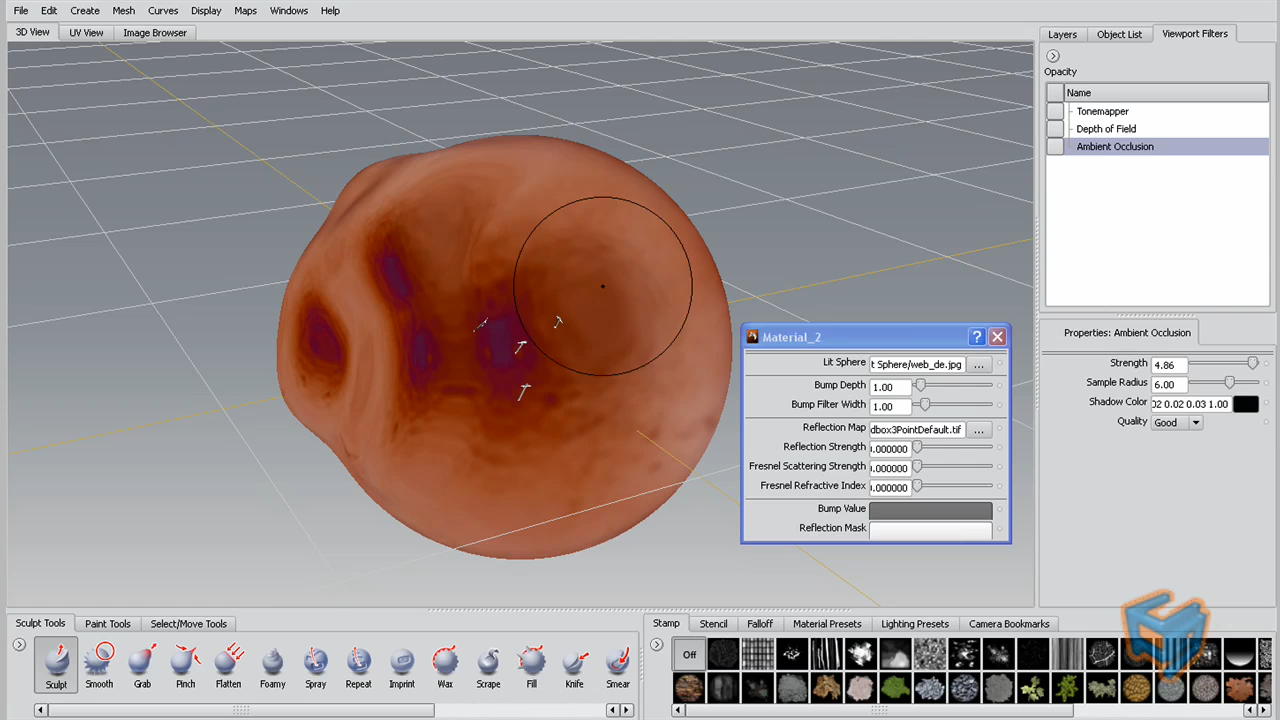 File Edit Create Mesh Curves Display Maps Windows Help
3D View UV View Image Browser
Layers Object List Viewport Filters
Opacity
Name
Tonemapper
Depth of Field
Ambient Occlusion
Properties: Ambient Occlusion
Strength 4.86
Sample Radius 6.00
Shadow Color 02 0.02 0.03 1.00
Quality Good
Material_2 ?
Lit Sphere t Sphere/web_de.jpg ...
Bump Depth 1.00
Bump Filter Width 1.00
Reflection Map dbox3PointDefault.tif ...
Reflection Strength .000000
Fresnel Scattering Strength .000000
Fresnel Refractive Index .000000
Bump Value
Reflection Mask
Sculpt Tools Paint Tools Select/Move Tools
Sculpt Smooth Grab Pinch Flatten Foamy Spray Repeat Imprint Wax Scrape Fill Knife Smear
Stamp Stencil Falloff Material Presets Lighting Presets Camera Bookmarks
Off